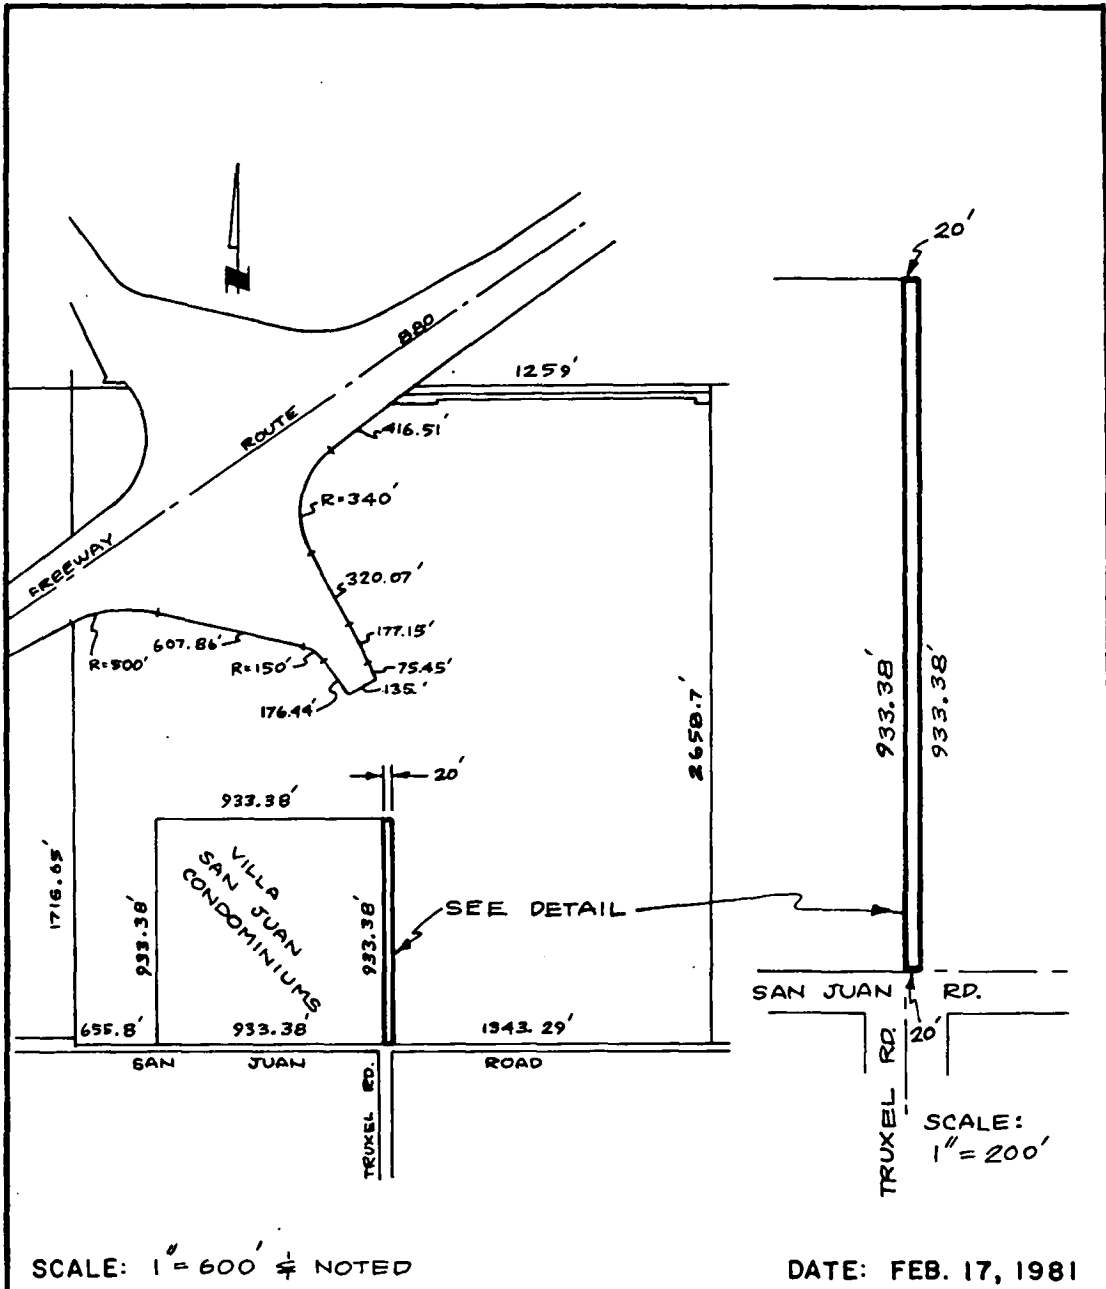 N
20'
880
1259'
ROUTE
416.51'
R=340'
FREEWAY
320.07'
177.15'
607.86'
R=500'
R=150'
75.45'
135.'
176.44'
2658.7'
933.38'
933.38'
20'
933.38'
1716.65'
933.38'
VILLA
SAN JUAN
CONDOMINIUMS
933.38'
SEE DETAIL
655.8'
933.38'
1343.29'
SAN JUAN ROAD
TRUXEL RD.
SAN JUAN RD.
20'
TRUXEL RD.
SCALE:
1" = 200'
SCALE: 1" = 600' & NOTED
DATE: FEB. 17, 1981